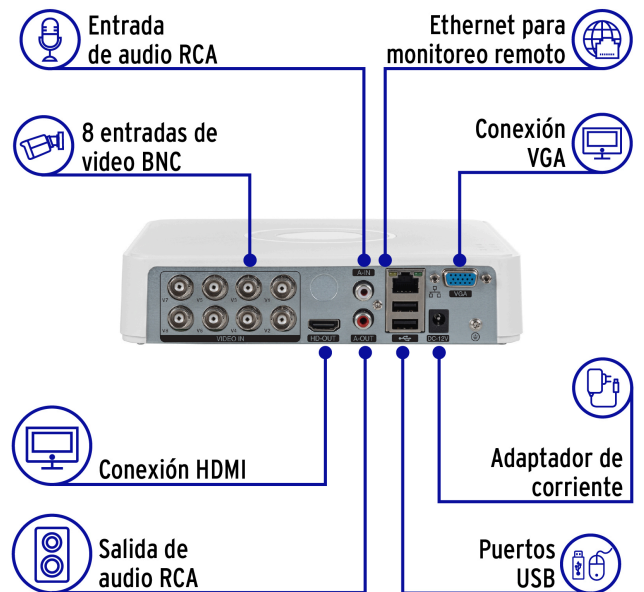 Entrada
de audio RCA
Ethernet para
monitoreo remoto
8 entradas de
video BNC
Conexión
VGA
A-IN
VGA
VIDEO IN
HD-OUT
A-OUT
DC-12V
Conexión HDMI
Adaptador de
corriente
Salida de
audio RCA
Puertos
USB